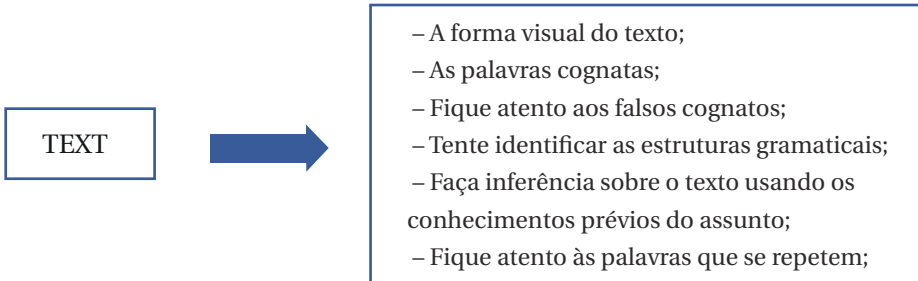 TEXT
– A forma visual do texto;
– As palavras cognatas;
– Fique atento aos falsos cognatos;
– Tente identificar as estruturas gramaticais;
– Faça inferência sobre o texto usando os
conhecimentos prévios do assunto;
– Fique atento às palavras que se repetem;